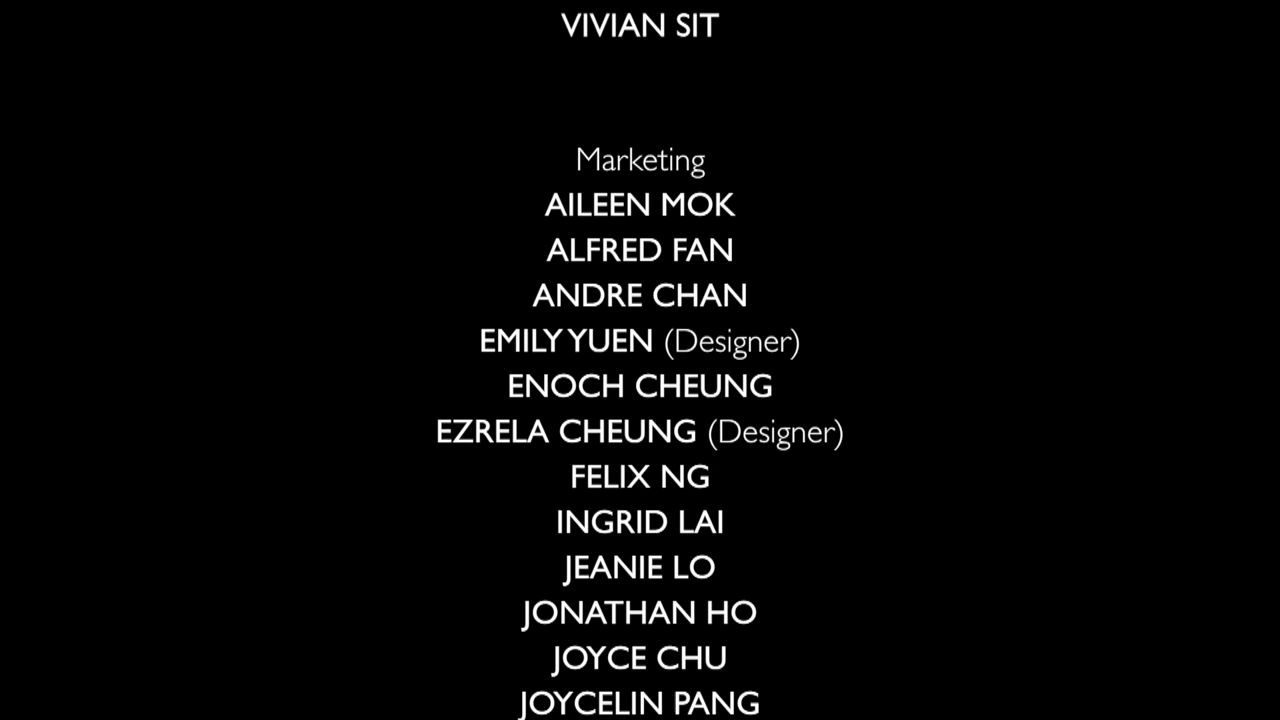 VIVIAN SIT
Marketing
AILEEN MOK
ALFRED FAN
ANDRE CHAN
EMILY YUEN (Designer)
ENOCH CHEUNG
EZRELA CHEUNG (Designer)
FELIX NG
INGRID LAI
JEANIE LO
JONATHAN HO
JOYCE CHU
JOYCELIN PANG